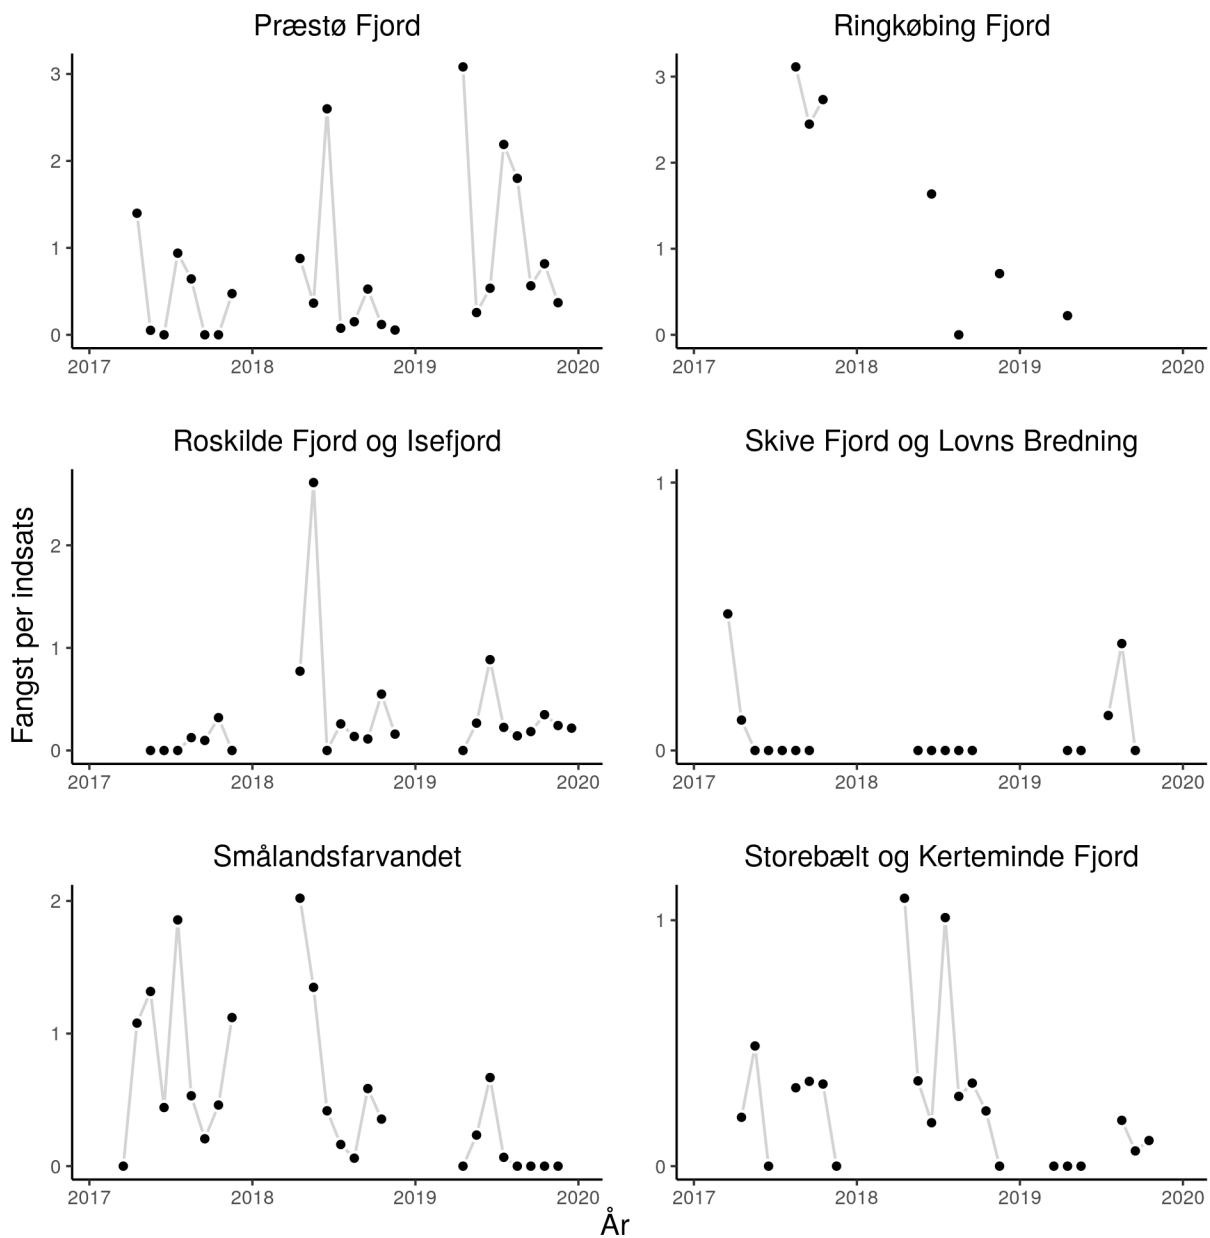 Præstø Fjord
3
2
1
0
2017 2018 2019 2020
Ringkøbing Fjord
3
2
1
0
2017 2018 2019 2020
Fangst per indsats
Roskilde Fjord og Isefjord
2
1
0
2017 2018 2019 2020
Skive Fjord og Lovns Bredning
1
0
2017 2018 2019 2020
Smålandsfarvandet
2
1
0
2017 2018 2019 2020
Storebælt og Kerteminde Fjord
1
0
2017 2018 2019 2020
År